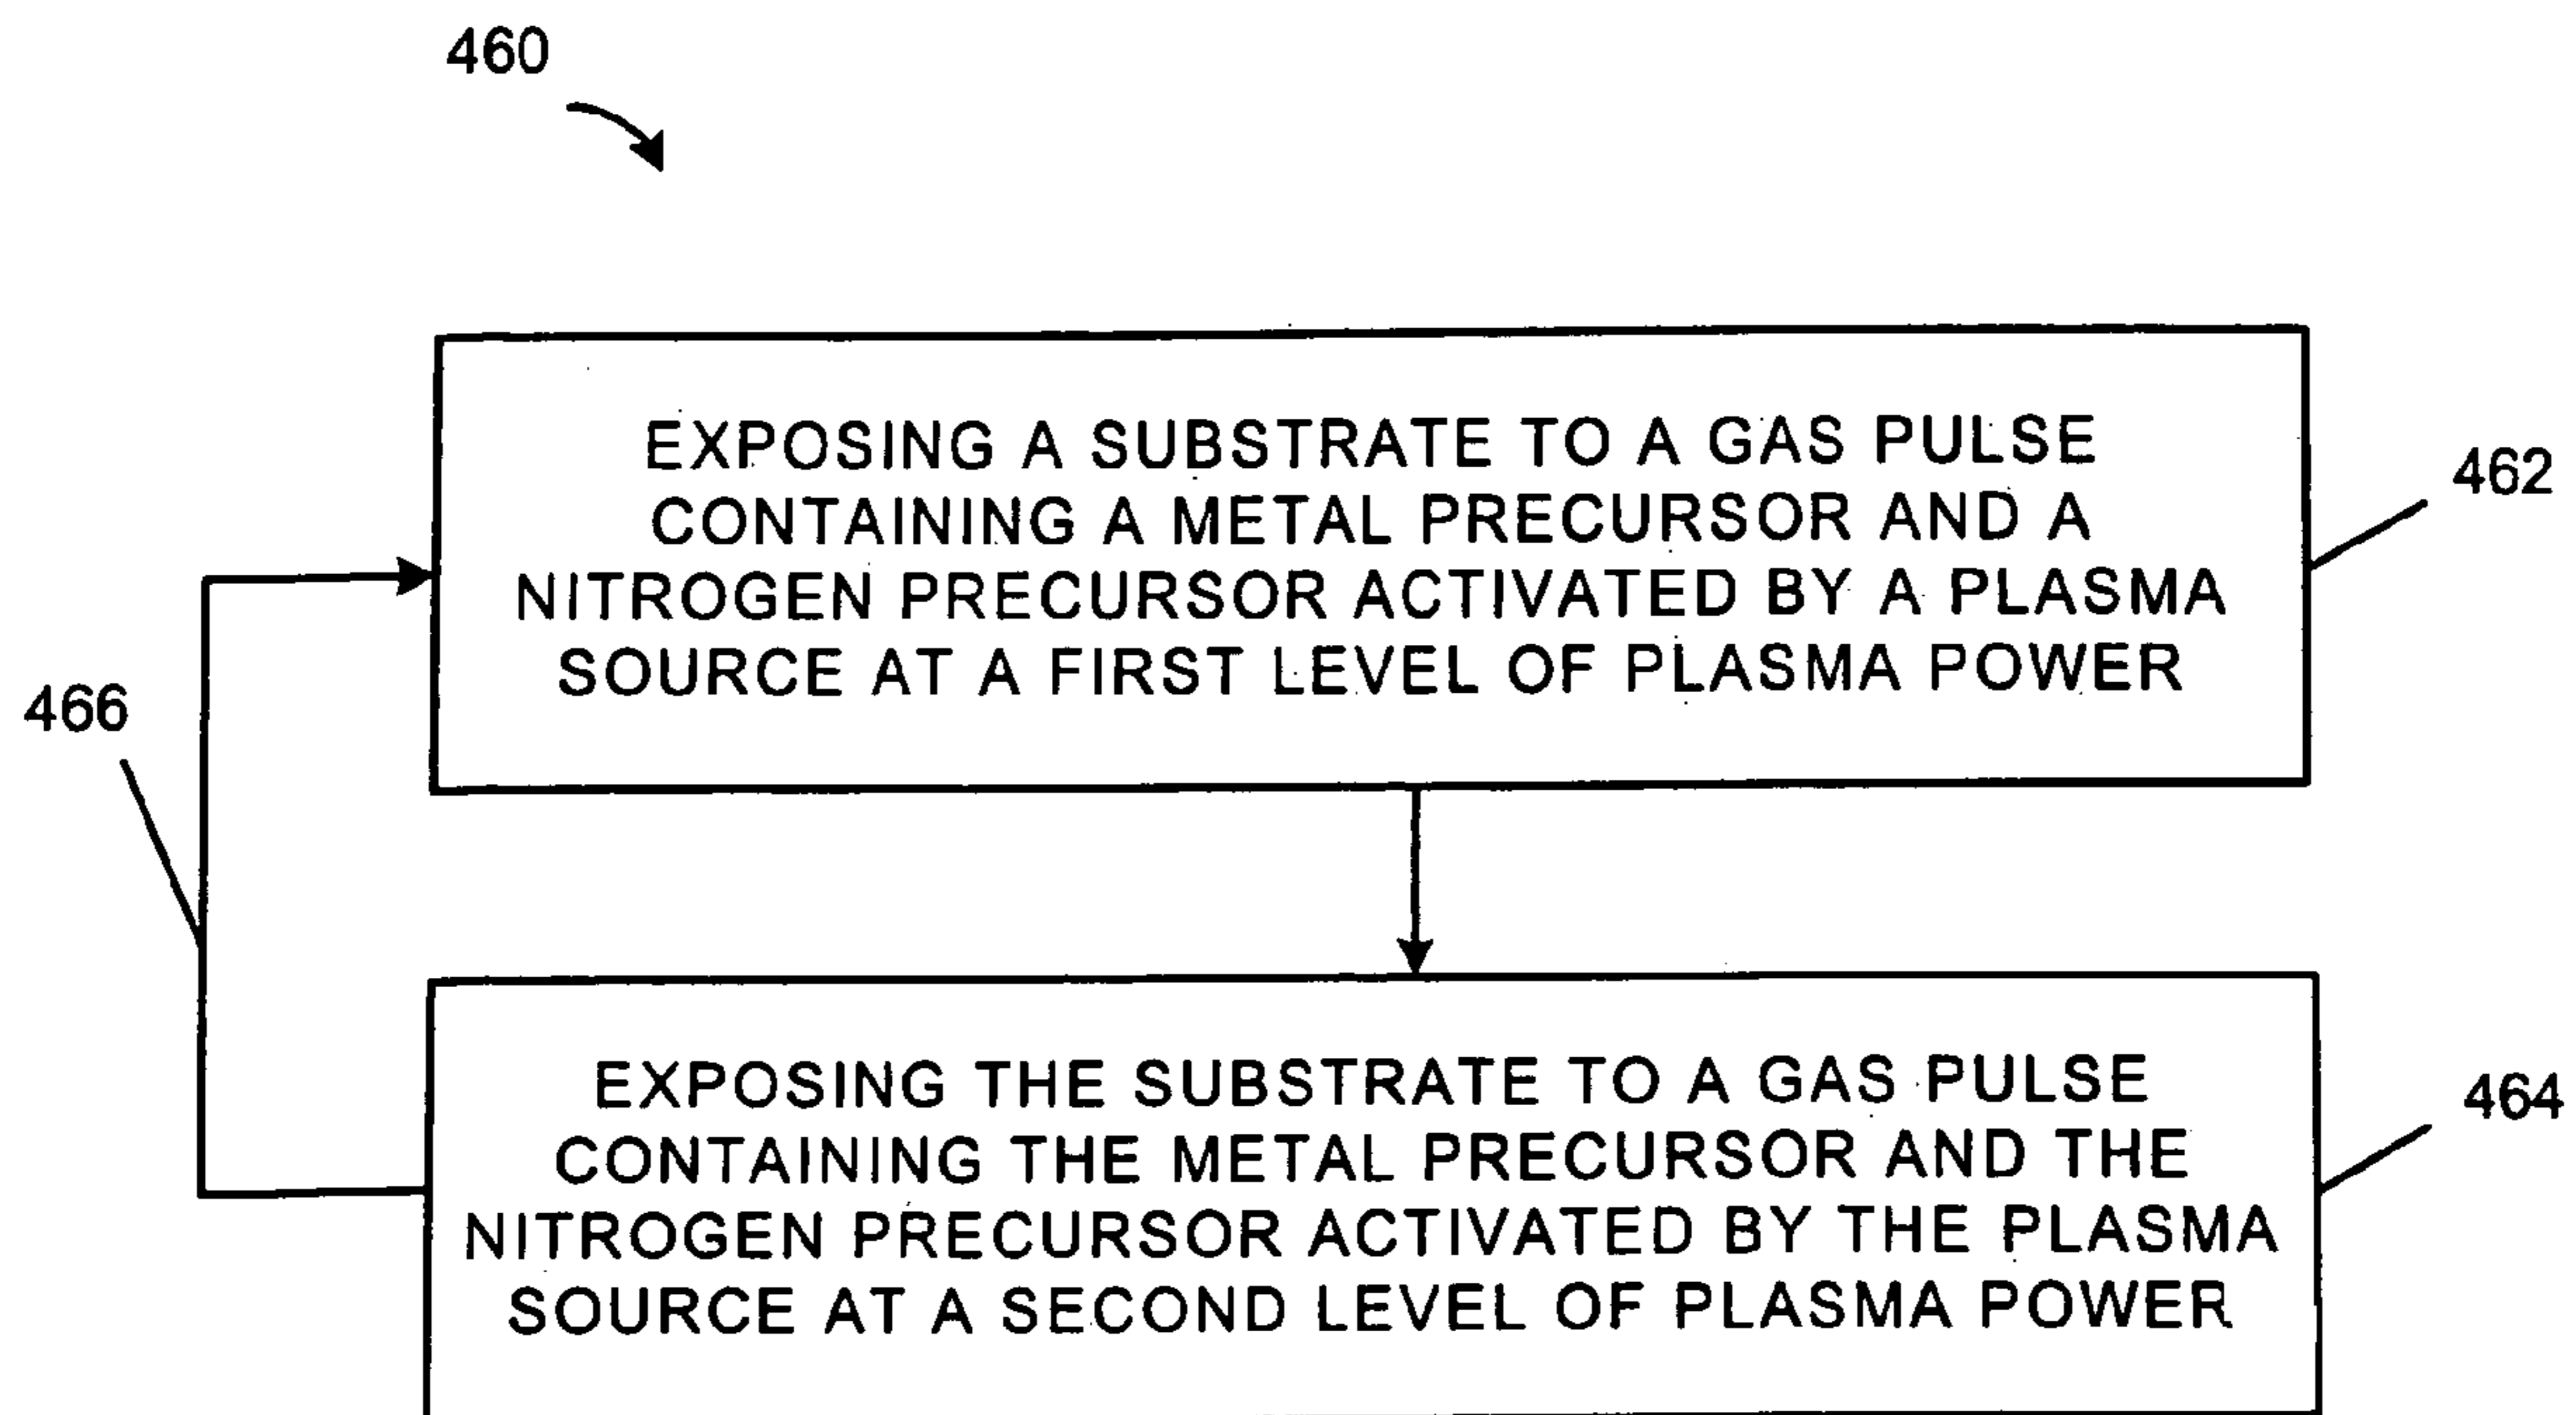 460
EXPOSING A SUBSTRATE TO A GAS PULSE
CONTAINING A METAL PRECURSOR AND A
NITROGEN PRECURSOR ACTIVATED BY A PLASMA
SOURCE AT A FIRST LEVEL OF PLASMA POWER
462
466
EXPOSING THE SUBSTRATE TO A GAS PULSE
CONTAINING THE METAL PRECURSOR AND THE
NITROGEN PRECURSOR ACTIVATED BY THE PLASMA
SOURCE AT A SECOND LEVEL OF PLASMA POWER
464